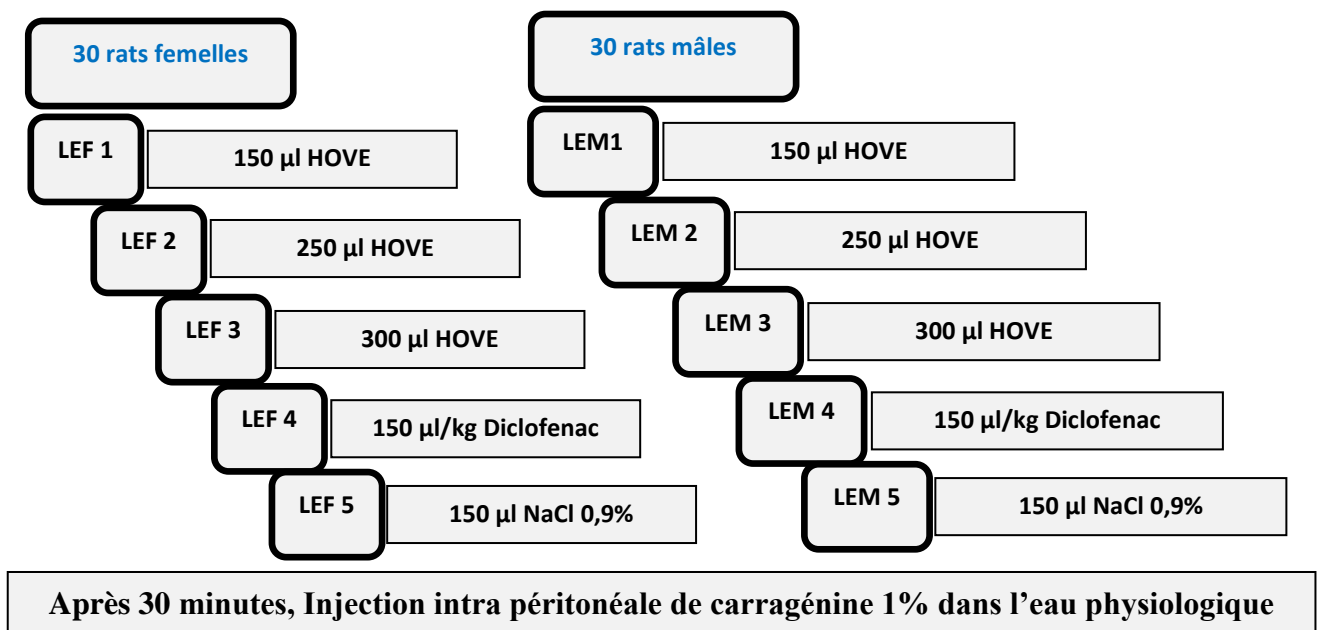 30 rats femelles
LEF 1
150 µl HOVE
LEF 2
250 µl HOVE
LEF 3
300 µl HOVE
LEF 4
150 µl/kg Diclofenac
LEF 5
150 µl NaCl 0,9%
30 rats mâles
LEM1
150 µl HOVE
LEM 2
250 µl HOVE
LEM 3
300 µl HOVE
LEM 4
150 µl/kg Diclofenac
LEM 5
150 µl NaCl 0,9%
Après 30 minutes, Injection intra péritonéale de carragénine 1% dans l’eau physiologique